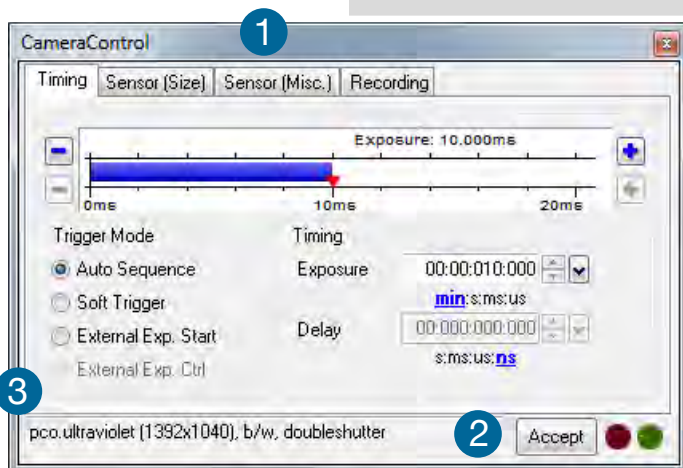 1
CameraControl
Timing Sensor (Size) Sensor (Misc.) Recording
Exposure: 10.000ms
0ms 10ms 20ms
Trigger Mode Timing
Auto Sequence Exposure 00:00:010:000
min:s:ms:us
Soft Trigger
External Exp. Start Delay 00:000:000:000
s:ms:us:ns
External Exp. Ctrl
3
pco.ultraviolet (1392x1040), b/w, doubleshutter 2 Accept